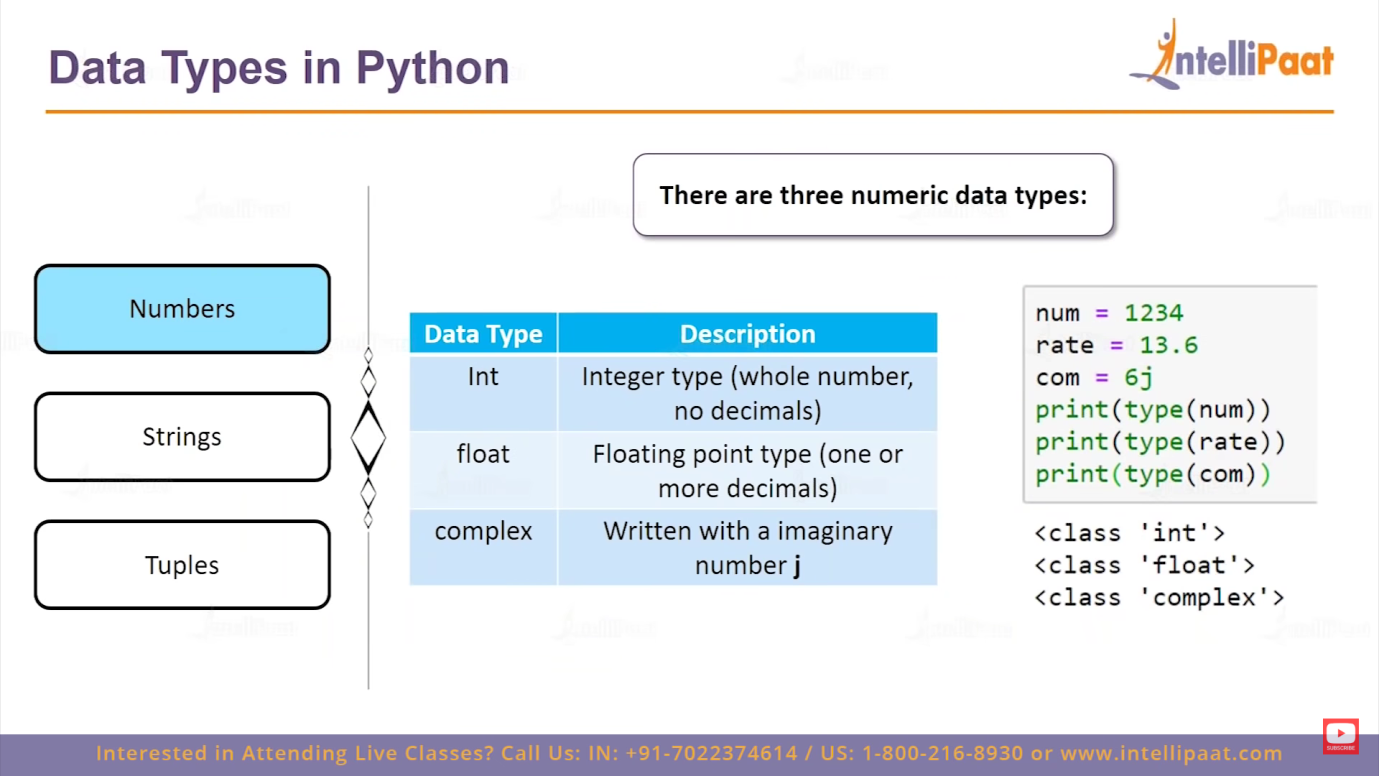 Data Types in Python
IntelliPaat
There are three numeric data types:
Numbers
Strings
Tuples
Data Type Description
Int Integer type (whole number,
no decimals)
float Floating point type (one or
more decimals)
complex Written with a imaginary
number j
num = 1234
rate = 13.6
com = 6j
print(type(num))
print(type(rate))
print(type(com))
<class 'int'>
<class 'float'>
<class 'complex'>
Interested in Attending Live Classes? Call Us: IN: +91-7022374614 / US: 1-800-216-8930 or www.intellipaat.com
SUBSCRIBE